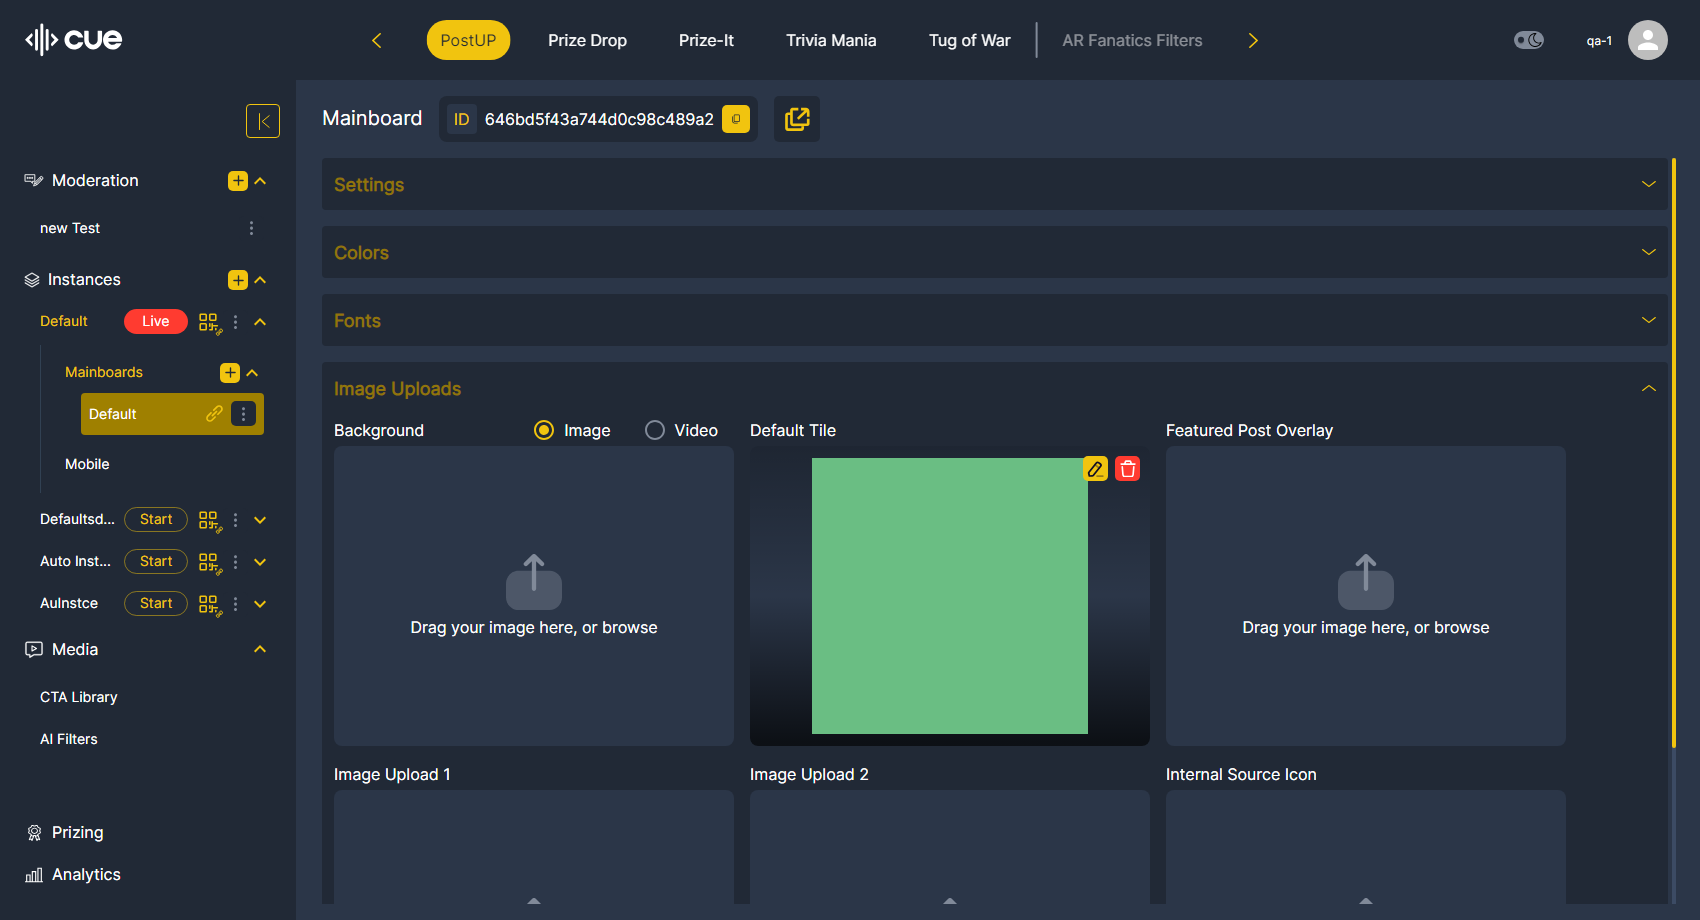 cue
PostUP
Prize Drop
Prize-It
Trivia Mania
Tug of War
AR Fanatics Filters
qa-1
Moderation
new Test
Instances
Default
Live
Mainboards
Default
Mobile
Defaultsd...
Start
Auto Inst...
Start
AuInstce
Start
Media
CTA Library
AI Filters
Prizing
Analytics
Mainboard
ID 646bd5f43a744d0c98c489a2
Settings
Colors
Fonts
Image Uploads
Background
Image
Video
Default Tile
Featured Post Overlay
Drag your image here, or browse
Drag your image here, or browse
Image Upload 1
Image Upload 2
Internal Source Icon